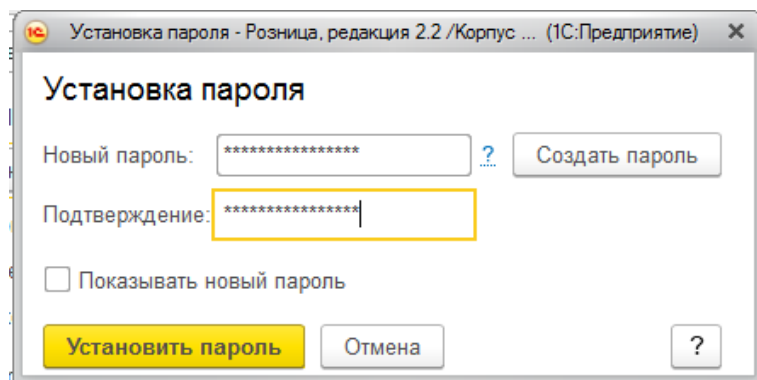 1С Установка пароля - Розница, редакция 2.2 /Корпус ... (1С:Предприятие) ×
Установка пароля
Новый пароль: **************** ? Создать пароль
Подтверждение: ****************
Показывать новый пароль
Установить пароль Отмена ?